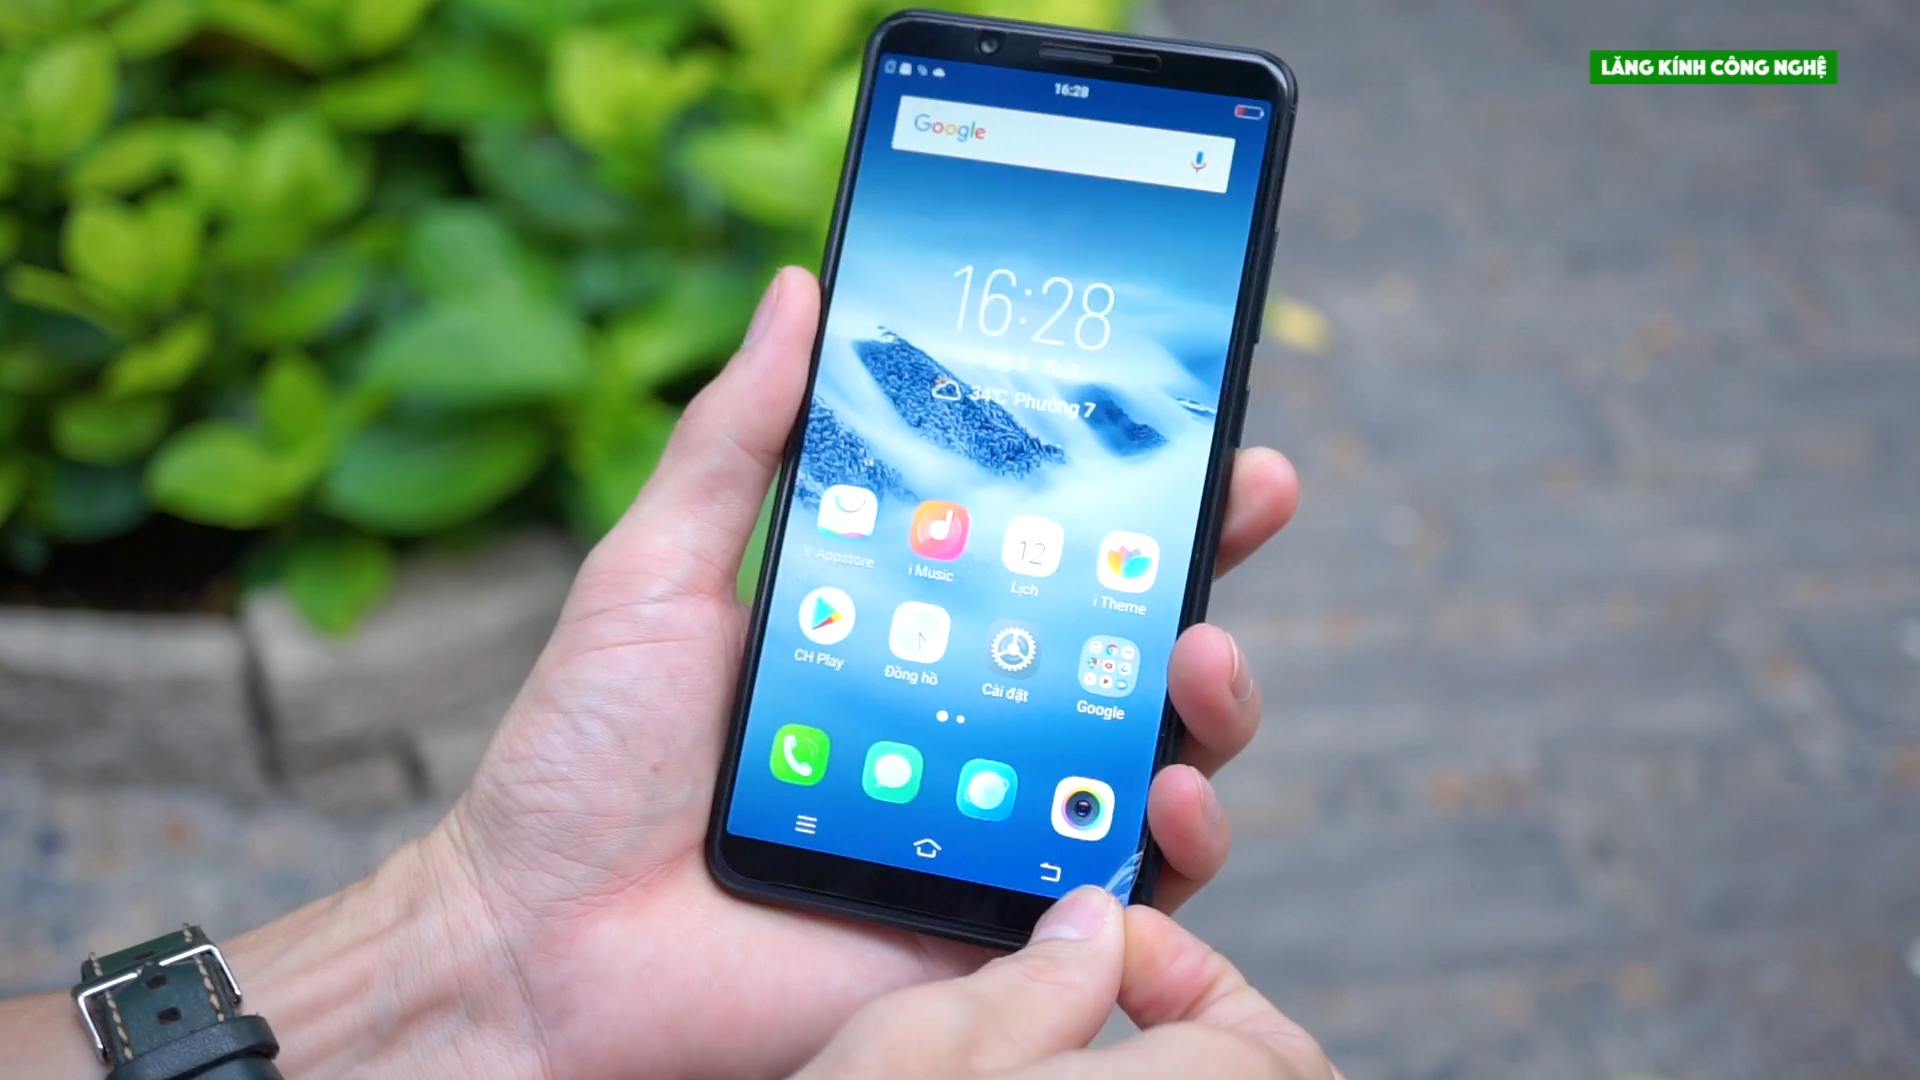 LĂNG KÍNH CÔNG NGHỆ
16:28
Google
16:28
34°C Phường 7
V-Appstore
i Music
12
Lịch
i Theme
CH Play
Đồng hồ
Cài đặt
Google